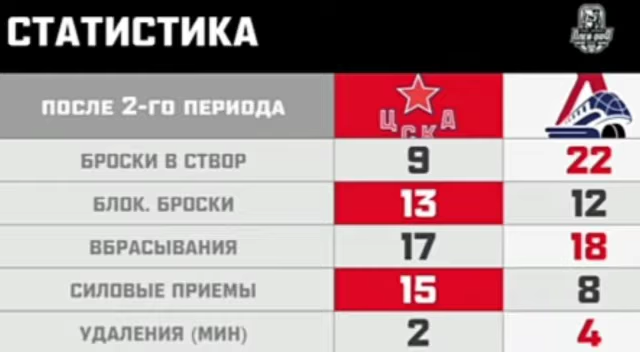 СТАТИСТИКА
ПОСЛЕ 2-ГО ПЕРИОДА ЦСКА
БРОСКИ В СТВОР 9 22
БЛОК. БРОСКИ 13 12
ВБРАСЫВАНИЯ 17 18
СИЛОВЫЕ ПРИЕМЫ 15 8
УДАЛЕНИЯ (МИН) 2 4